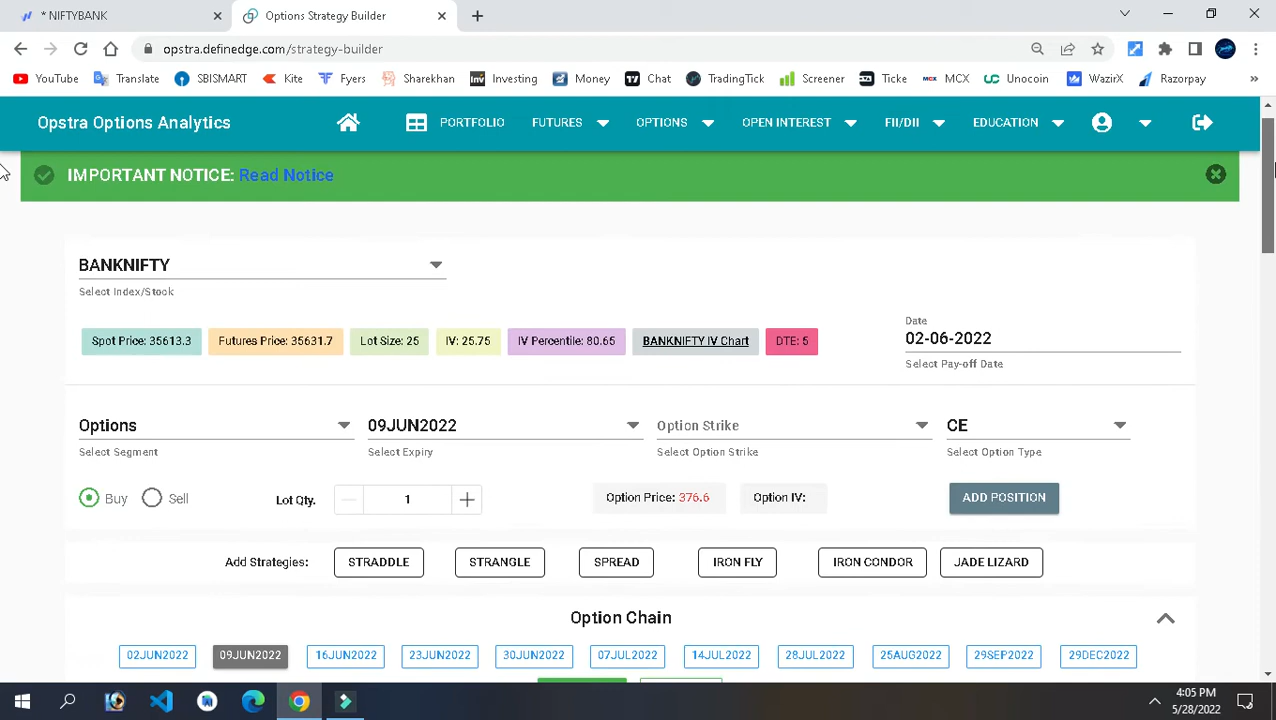 * NIFTYBANK
Options Strategy Builder
opstra.definedge.com/strategy-builder
YouTube Translate SBISMART Kite Fyers Sharekhan Investing Money Chat TradingTick Screener Ticke MCX Unocoin WazirX Razorpay »
Opstra Options Analytics
PORTFOLIO FUTURES OPTIONS OPEN INTEREST FII/DII EDUCATION
IMPORTANT NOTICE: Read Notice
BANKNIFTY
Select Index/Stock
Spot Price: 35613.3 Futures Price: 35631.7 Lot Size: 25 IV: 25.75 IV Percentile: 80.65 BANKNIFTY IV Chart DTE: 5
Date
02-06-2022
Select Pay-off Date
Options 09JUN2022 Option Strike CE
Select Segment Select Expiry Select Option Strike Select Option Type
Buy Sell Lot Qty. 1 Option Price: 376.6 Option IV: ADD POSITION
Add Strategies: STRADDLE STRANGLE SPREAD IRON FLY IRON CONDOR JADE LIZARD
Option Chain
02JUN2022 09JUN2022 16JUN2022 23JUN2022 30JUN2022 07JUL2022 14JUL2022 28JUL2022 25AUG2022 29SEP2022 29DEC2022
4:05 PM
5/28/2022